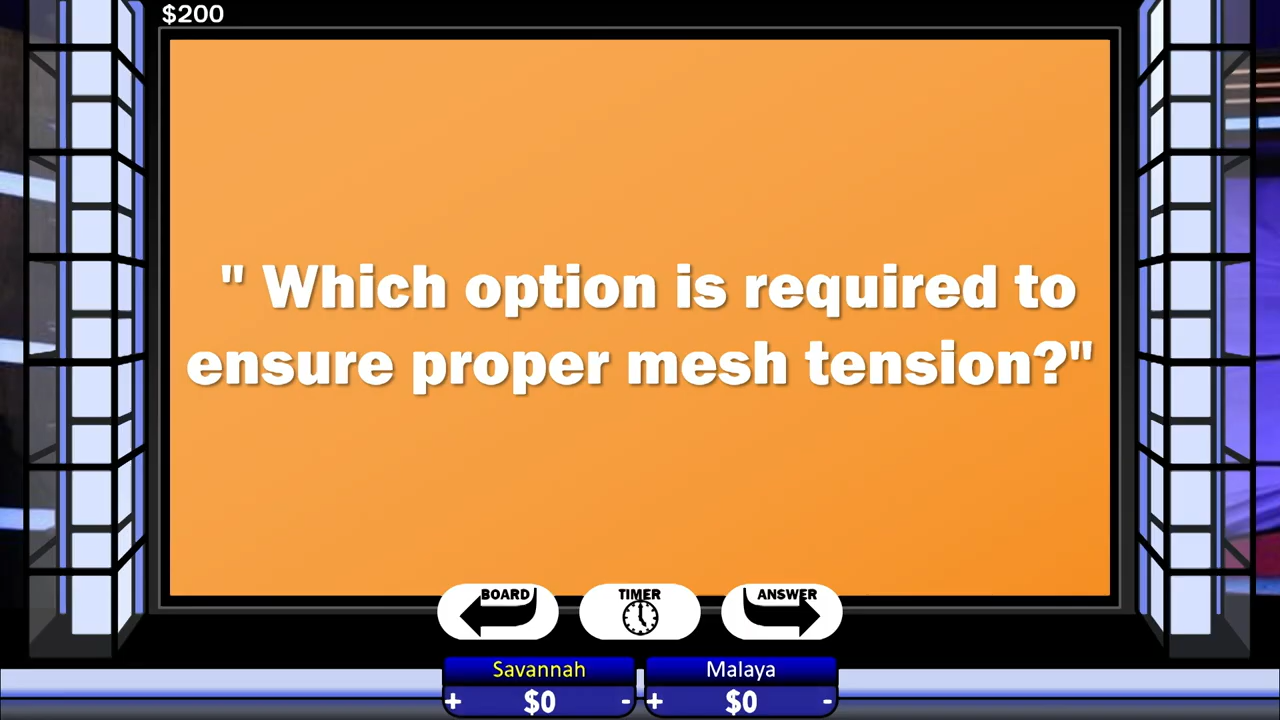 $200
" Which option is required to
ensure proper mesh tension?"
BOARD
TIMER
ANSWER
Savannah
Malaya
+ $0 -
+ $0 -